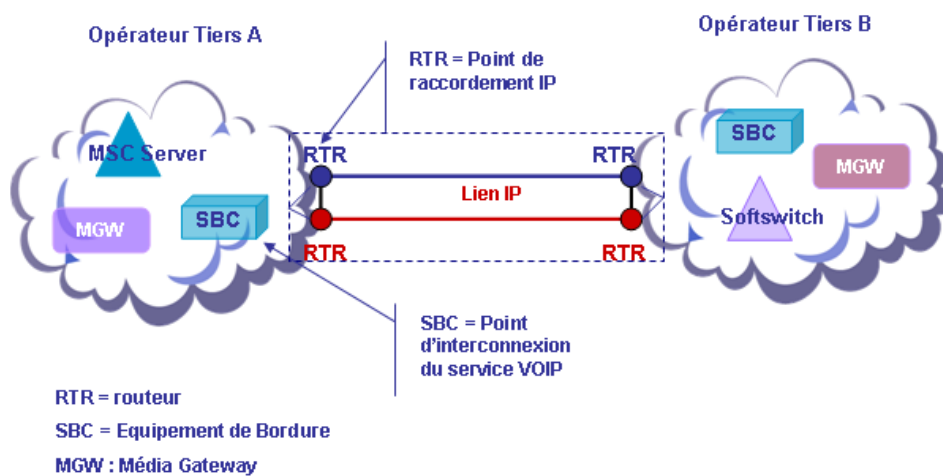 Opérateur Tiers A
Opérateur Tiers B
RTR = Point de
raccordement IP
MSC Server
MGW
SBC
RTR
RTR
Lien IP
RTR
RTR
SBC
MGW
Softswitch
SBC = Point
d'interconnexion
du service VOIP
RTR = routeur
SBC = Equipement de Bordure
MGW : Média Gateway